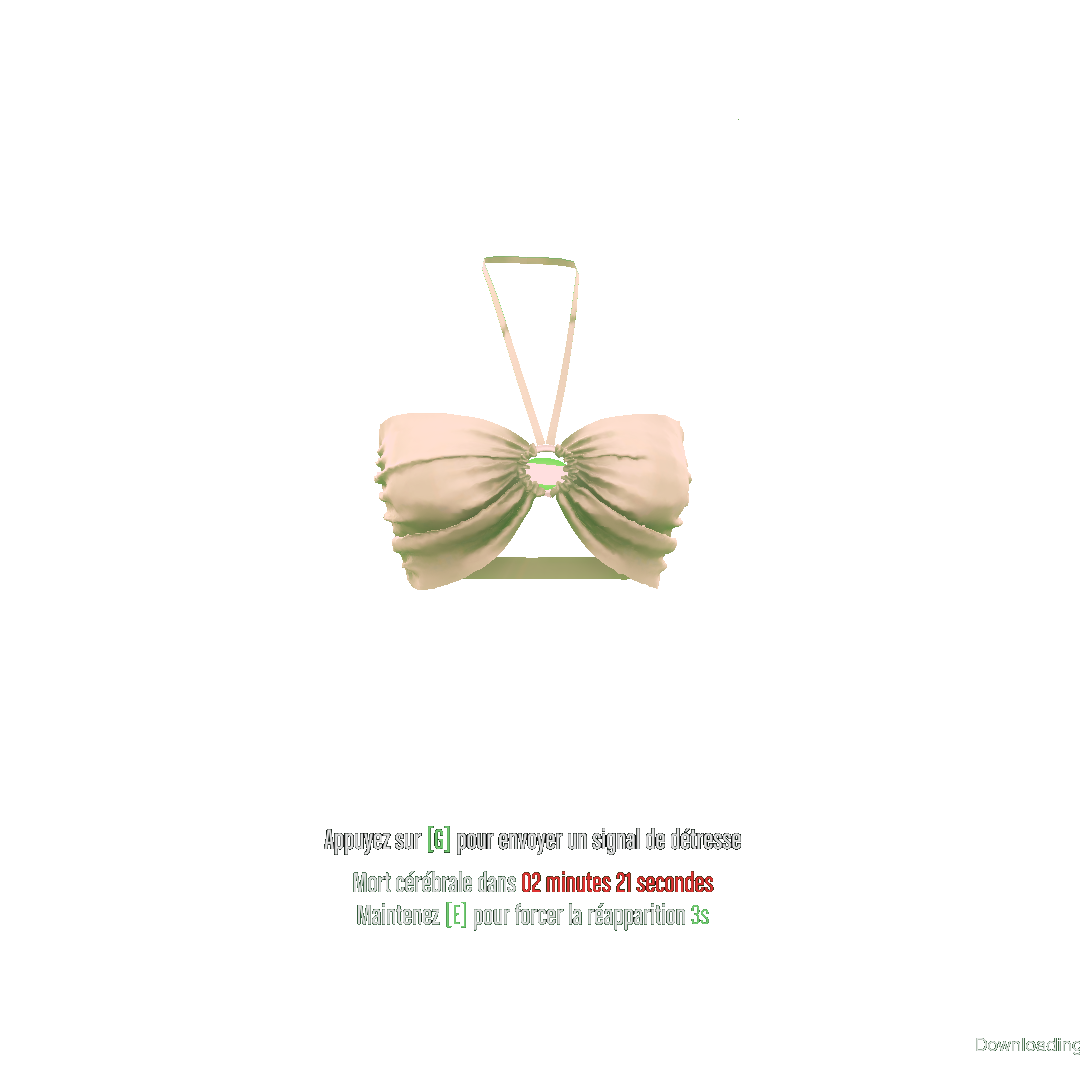 Appuyez sur [G] pour envoyer un signal de détresse
Mort cérébrale dans 02 minutes 21 secondes
Maintenez [E] pour forcer la réapparition 3s
Downloading